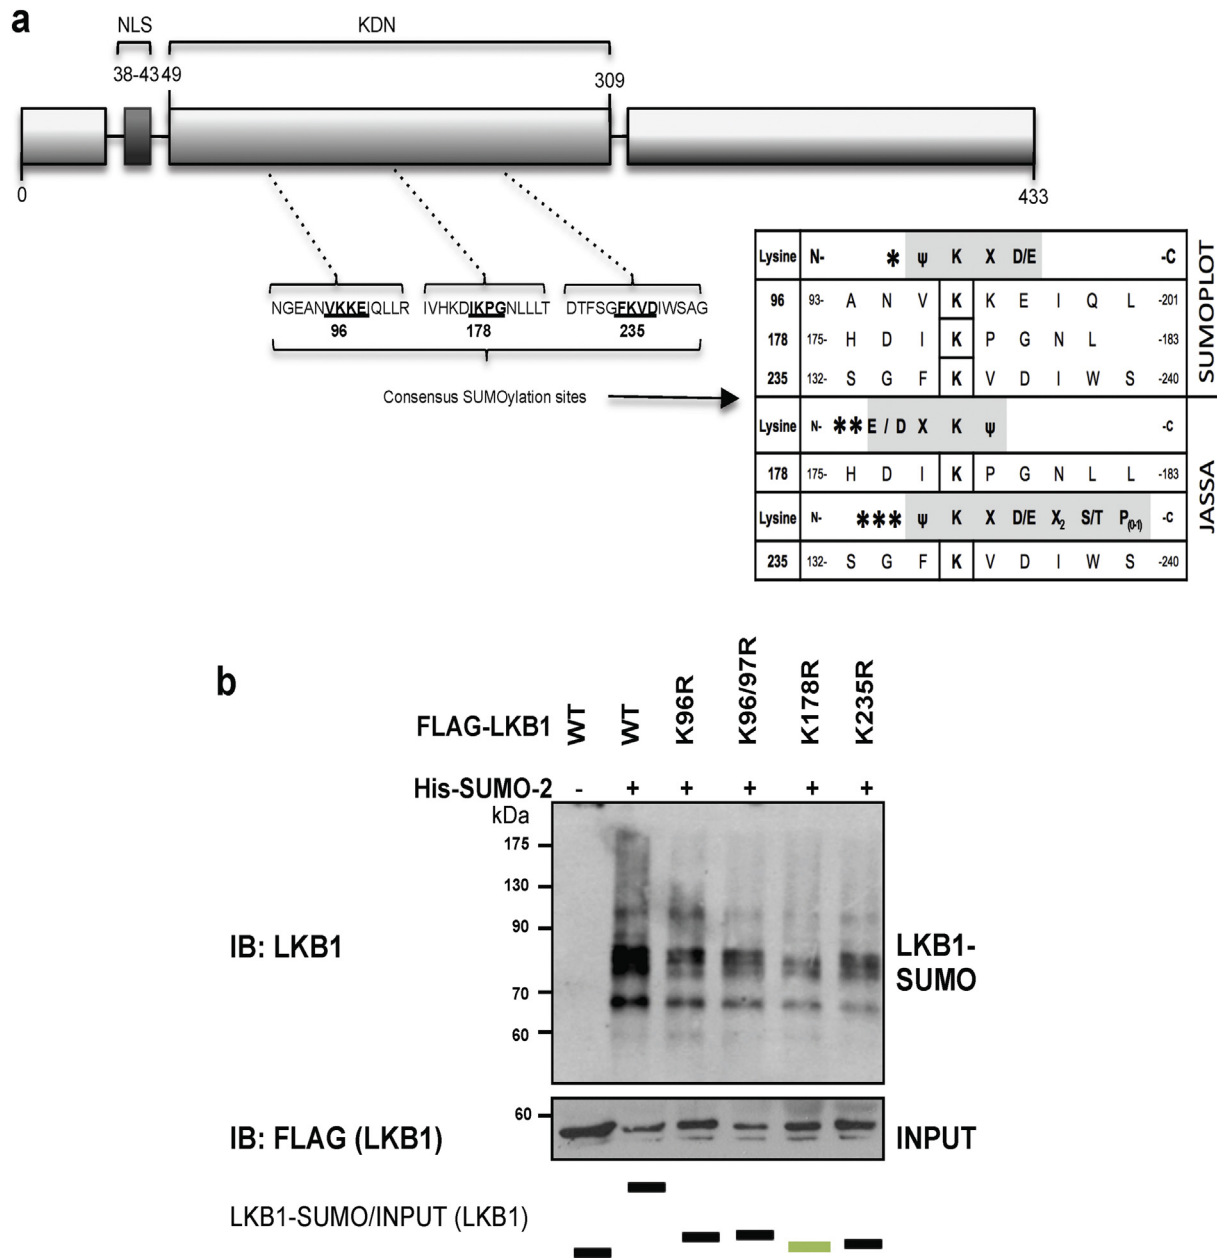 a
NLS
KDN
38-43
49
309
0
433
NGEANVKKEIQLLR IVHKDIKPGNLLLT DTFSGFKVDIWSAG
96 178 235
Consensus SUMOylation sites
Lysine N- * ψ K X D/E -C
96 93- A N V K K E I Q L -201
178 175- H D I K P G N L -183
235 132- S G F K V D I W S -240
SUMOPLOT
Lysine N- ** E / D X K ψ -C
178 175- H D I K P G N L L -183
Lysine N- *** ψ K X D/E X2 S/T P(0-1) -C
235 132- S G F K V D I W S -240
JASSA
b
FLAG-LKB1 WT WT K96R K96/97R K178R K235R
His-SUMO-2 - + + + + +
kDa
175
130
90
70
60
IB: LKB1
LKB1-
SUMO
60
IB: FLAG (LKB1)
INPUT
LKB1-SUMO/INPUT (LKB1)